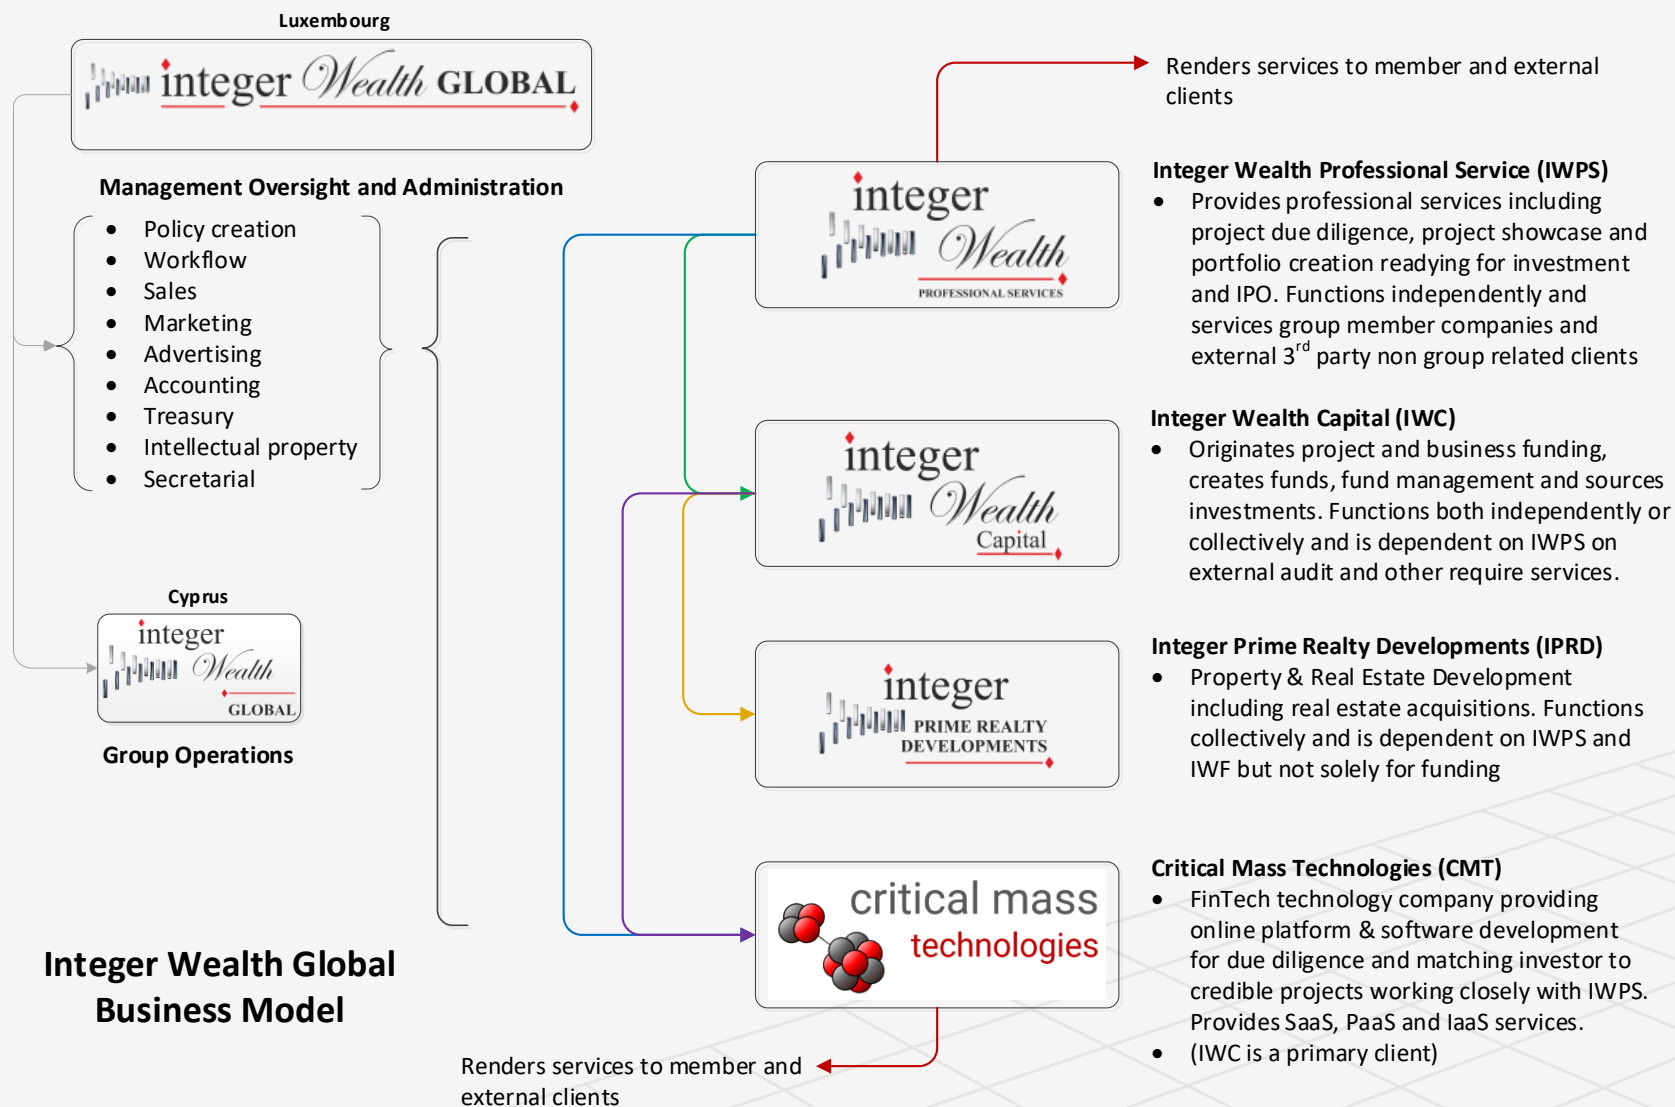 Luxembourg
integer Wealth GLOBAL
Management Oversight and Administration
• Policy creation
• Workflow
• Sales
• Marketing
• Advertising
• Accounting
• Treasury
• Intellectual property
• Secretarial
Cyprus
integer
Wealth
GLOBAL
Group Operations
Integer Wealth Global
Business Model
Renders services to member and external
clients
integer
Wealth
PROFESSIONAL SERVICES
Integer Wealth Professional Service (IWPS)
• Provides professional services including
project due diligence, project showcase and
portfolio creation readying for investment
and IPO. Functions independently and
services group member companies and
external 3rd party non group related clients
integer
Wealth
Capital
Integer Wealth Capital (IWC)
• Originates project and business funding,
creates funds, fund management and sources
investments. Functions both independently or
collectively and is dependent on IWPS on
external audit and other require services.
integer
PRIME REALTY
DEVELOPMENTS
Integer Prime Realty Developments (IPRD)
• Property & Real Estate Development
including real estate acquisitions. Functions
collectively and is dependent on IWPS and
IWF but not solely for funding
critical mass
technologies
Critical Mass Technologies (CMT)
• FinTech technology company providing
online platform & software development
for due diligence and matching investor to
credible projects working closely with IWPS.
Provides SaaS, PaaS and IaaS services.
• (IWC is a primary client)
Renders services to member and
external clients